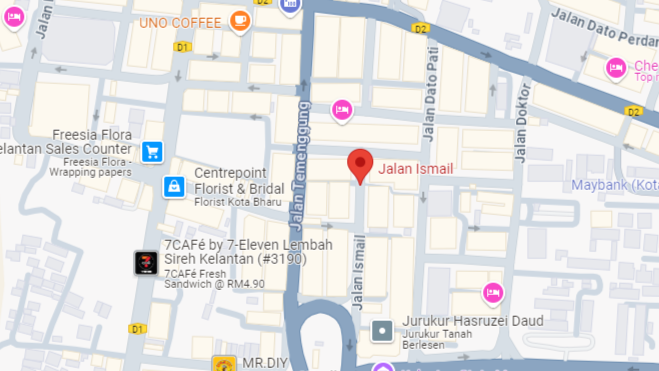 UNO COFFEE
D1
D2
Jalan Dato Perdan
Che
Top r
Jalan Dato Pati
Jalan Doktor
D2
Freesia Flora
elantan Sales Counter
Freesia Flora -
Wrapping papers
Jalan Temenggung
Jalan Ismail
Centrepoint
Florist & Bridal
Florist Kota Bharu
Maybank (Kota
7CAFé by 7-Eleven Lembah
Sireh Kelantan (#3190)
7CAFé Fresh
Sandwich @ RM4.90
Jalan Ismail
D1
Jurukur Hasruzei Daud
Jurukur Tanah
Berlesen
MR.DIY